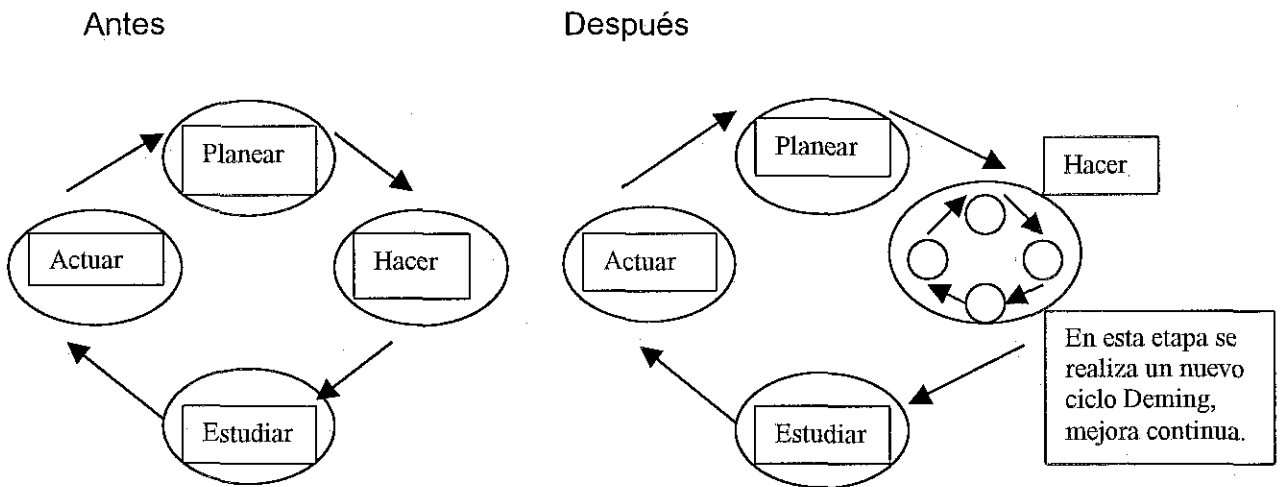 Antes
Después
Planear
Actuar
Hacer
Estudiar
Planear
Hacer
Actuar
En esta etapa se
realiza un nuevo
ciclo Deming,
mejora continua.
Estudiar